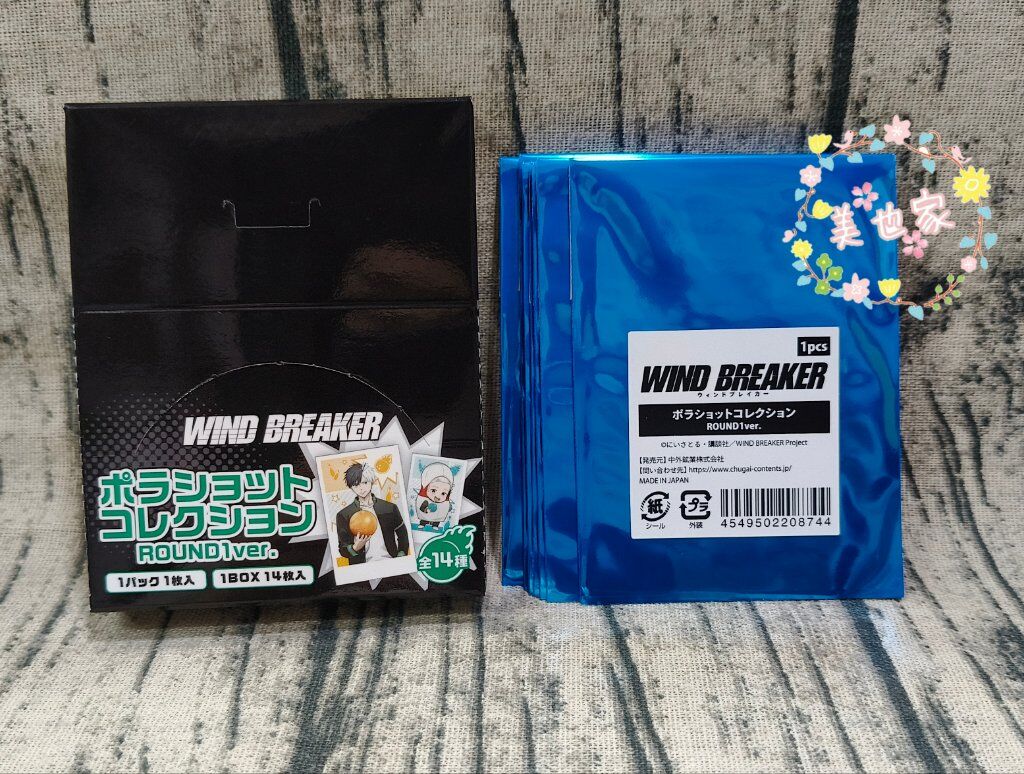 WIND BREAKER
ポラショット
コレクション
ROUND1ver.
1パック 1枚入
1BOX 14枚入
全14種
美也家
1pcs
WIND BREAKER
ウィンドブレイカー
ポラショットコレクション
ROUND1ver.
©にいさとる・講談社／WIND BREAKER Project
【発売元】中外鉱業株式会社
【問い合わせ先】https://www.chugai-contents.jp/
MADE IN JAPAN
紙
シール
プラ
外装
4549502208744